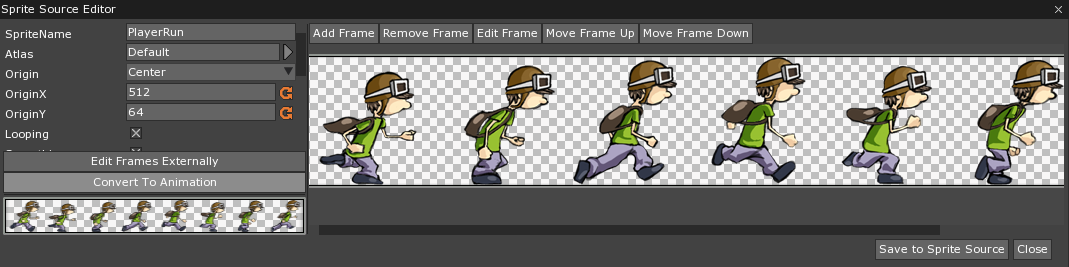 Sprite Source Editor
SpriteName PlayerRun
Atlas Default
Origin Center
OriginX 512
OriginY 64
Looping
Edit Frames Externally
Convert To Animation
Add Frame Remove Frame Edit Frame Move Frame Up Move Frame Down
Save to Sprite Source Close